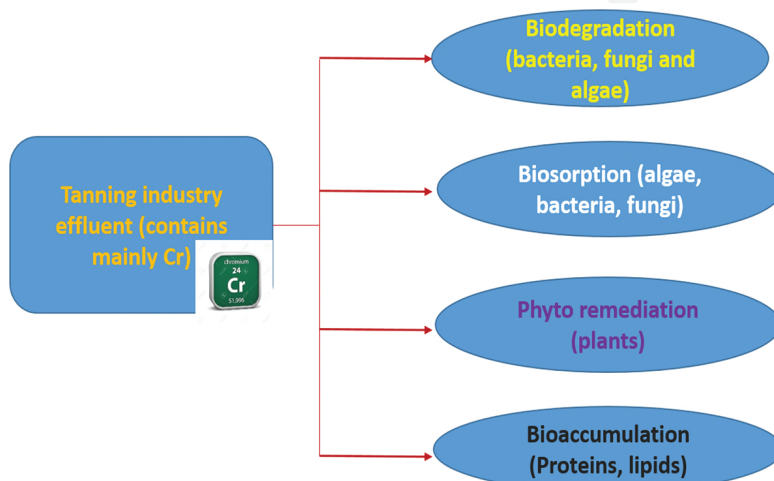 Biodegradation
(bacteria, fungi and
algae)
Tanning industry
effluent (contains
mainly Cr)
chromium
24
Cr
51,996
Biosorption (algae,
bacteria, fungi)
Phyto remediation
(plants)
Bioaccumulation
(Proteins, lipids)